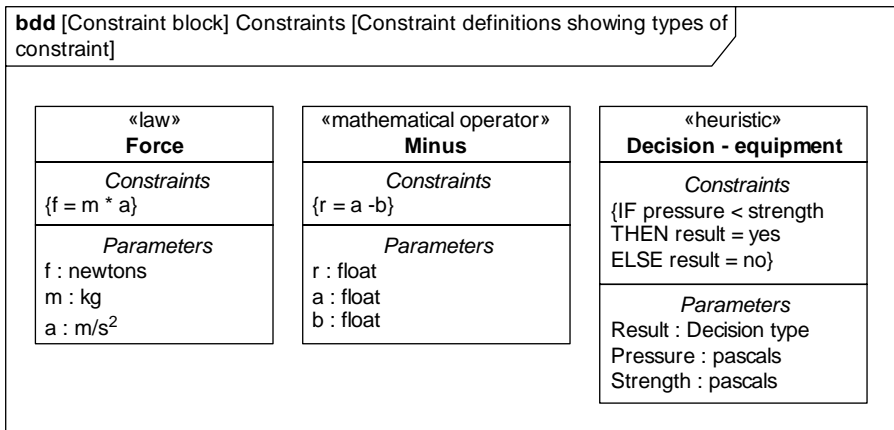 bdd [Constraint block] Constraints [Constraint definitions showing types of
constraint]
«law»
Force
Constraints
{f = m * a}
Parameters
f : newtons
m : kg
a : m/s²
«mathematical operator»
Minus
Constraints
{r = a -b}
Parameters
r : float
a : float
b : float
«heuristic»
Decision - equipment
Constraints
{IF pressure < strength
THEN result = yes
ELSE result = no}
Parameters
Result : Decision type
Pressure : pascals
Strength : pascals